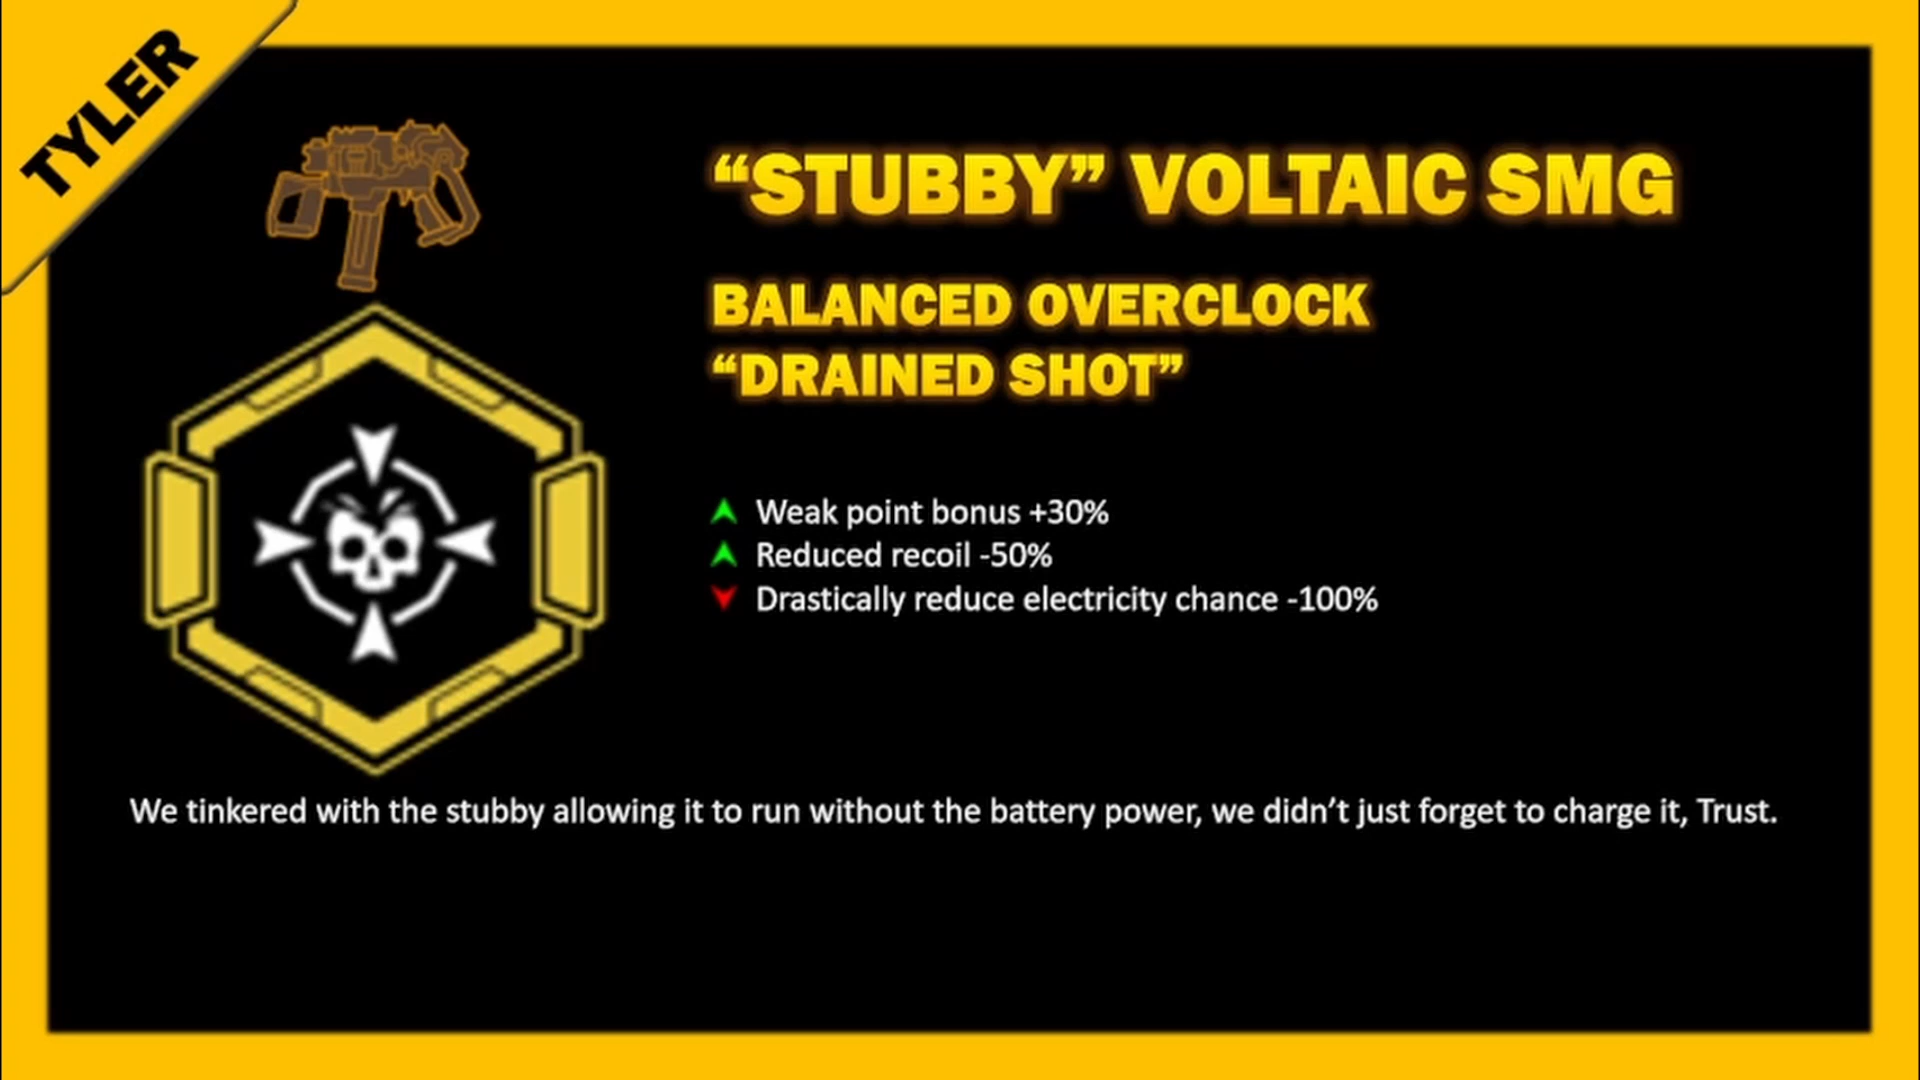 TYLER
“STUBBY” VOLTAIC SMG
BALANCED OVERCLOCK
“DRAINED SHOT”
Weak point bonus +30%
Reduced recoil -50%
Drastically reduce electricity chance -100%
We tinkered with the stubby allowing it to run without the battery power, we didn’t just forget to charge it, Trust.